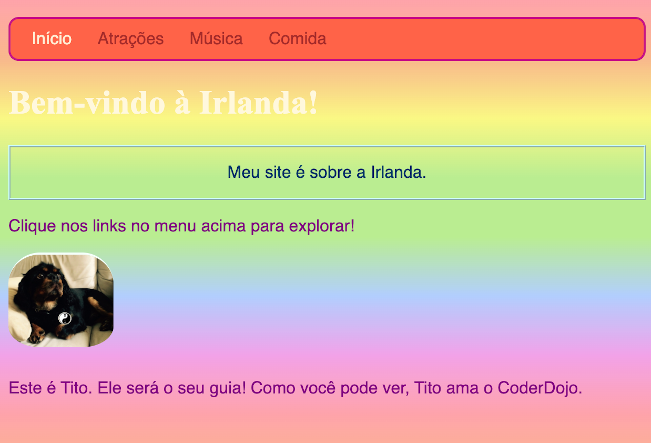 Início Atrações Música Comida
Bem-vindo à Irlanda!
Meu site é sobre a Irlanda.
Clique nos links no menu acima para explorar!
Este é Tito. Ele será o seu guia! Como você pode ver, Tito ama o CoderDojo.